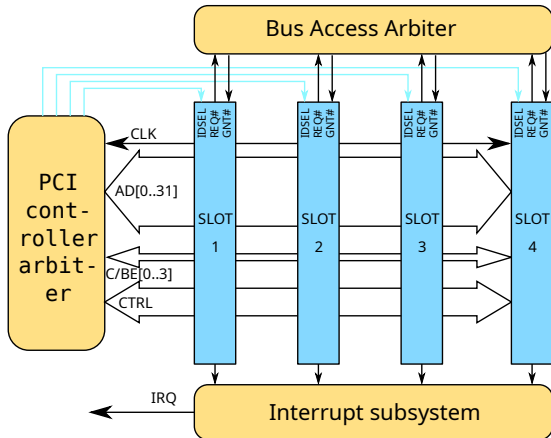 Bus Access Arbiter
IDSEL
REQ#
GNT#
IDSEL
REQ#
GNT#
IDSEL
REQ#
GNT#
IDSEL
REQ#
GNT#
CLK
PCI
cont-
roller
arbit-
er
AD[0..31]
SLOT
1
SLOT
2
SLOT
3
SLOT
4
C/BE[0..3]
CTRL
IRQ
Interrupt subsystem